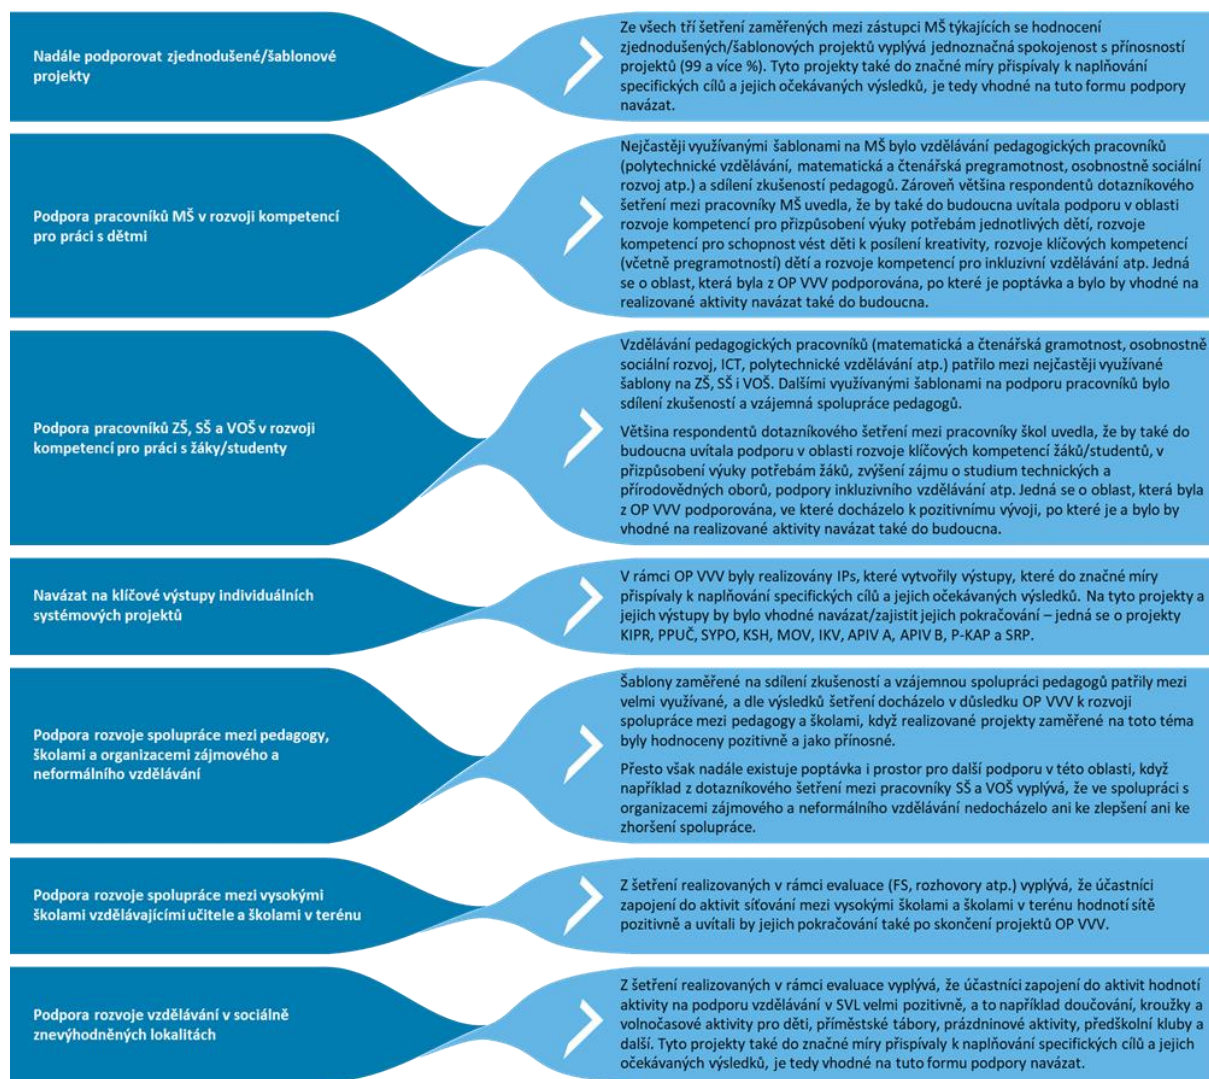 Nadále podporovat zjednodušené/šablonové
projekty
Ze všech tří šetření zaměřených mezi zástupci MŠ týkajících se hodnocení
zjednodušených/šablonových projektů vyplývá jednoznačná spokojenost s přínosností
projektů (99 a více %). Tyto projekty také do značné míry přispívaly k naplňování
specifických cílů a jejich očekávaných výsledků, je tedy vhodné na tuto formu podpory
navázat.
Podpora pracovníků MŠ v rozvoji kompetencí
pro práci s dětmi
Nejčastěji využívanými šablonami na MŠ bylo vzdělávání pedagogických pracovníků
(polytechnické vzdělávání, matematická a čtenářská pregramotnost, osobnostně sociální
rozvoj atp.) a sdílení zkušeností pedagogů. Zároveň většina respondentů dotazníkového
šetření mezi pracovníky MŠ uvedla, že by také do budoucna uvítala podporu v oblasti
rozvoje kompetencí pro přizpůsobení výuky potřebám jednotlivých dětí, rozvoje
kompetencí pro schopnost vést děti k posílení kreativity, rozvoje klíčových kompetencí
(včetně pregramotností) dětí a rozvoje kompetencí pro inkluzivní vzdělávání atp. Jedná
se o oblast, která byla z OP VVV podporována, po které je poptávka a bylo by vhodné na
realizované aktivity navázat také do budoucna.
Podpora pracovníků ZŠ, SŠ a VOŠ v rozvoji
kompetencí pro práci s žáky/studenty
Vzdělávání pedagogických pracovníků (matematická a čtenářská gramotnost, osobnostně
sociální rozvoj, ICT, polytechnické vzdělávání atp.) patřilo mezi nejčastěji využívané
šablony na ZŠ, SŠ i VOŠ. Dalšími využívanými šablonami na podporu pracovníků bylo
sdílení zkušeností a vzájemná spolupráce pedagogů.
Většina respondentů dotazníkového šetření mezi pracovníky škol uvedla, že by také do
budoucna uvítala podporu v oblasti rozvoje klíčových kompetencí žáků/studentů, v
přizpůsobení výuky potřebám žáků, zvýšení zájmu o studium technických a
přírodovědných oborů, podpory inkluzivního vzdělávání atp. Jedná se o oblast, která byla
z OP VVV podporována, ve které docházelo k pozitivnímu vývoji, po které je a bylo by
vhodné na realizované aktivity navázat také do budoucna.
Navázat na klíčové výstupy individuálních
systémových projektů
V rámci OP VVV byly realizovány IPs, které vytvořily výstupy, které do značné míry
přispívaly k naplňování specifických cílů a jejich očekávaných výsledků. Na tyto projekty a
jejich výstupy by bylo vhodné navázat/zajistit jejich pokračování – jedná se o projekty
KIPR, PPUČ, SYPO, KSH, MOV, IKV, APIV A, APIV B, P-KAP a SRP.
Podpora rozvoje spolupráce mezi pedagogy,
školami a organizacemi zájmového a
neformálního vzdělávání
Šablony zaměřené na sdílení zkušeností a vzájemnou spolupráci pedagogů patřily mezi
velmi využívané, a dle výsledků šetření docházelo v důsledku OP VVV k rozvoji
spolupráce mezi pedagogy a školami, když realizované projekty zaměřené na toto téma
byly hodnoceny pozitivně a jako přínosné.
Přesto však nadále existuje poptávka i prostor pro další podporu v této oblasti, když
například z dotazníkového šetření mezi pracovníky SŠ a VOŠ vyplývá, že ve spolupráci s
organizacemi zájmového a neformálního vzdělávání nedocházelo ani ke zlepšení ani ke
zhoršení spolupráce.
Podpora rozvoje spolupráce mezi vysokými
školami vzdělávajícími učitele a školami v terénu
Z šetření realizovaných v rámci evaluace (FS, rozhovory atp.) vyplývá, že účastníci
zapojení do aktivit síťování mezi vysokými školami a školami v terénu hodnotí sítě
pozitivně a uvítali by jejich pokračování také po skončení projektů OP VVV.
Podpora rozvoje vzdělávání v sociálně
znevýhodněných lokalitách
Z šetření realizovaných v rámci evaluace vyplývá, že účastníci zapojení do aktivit hodnotí
aktivity na podporu vzdělávání v SVL velmi pozitivně, a to například doučování, kroužky a
volnočasové aktivity pro děti, příměstské tábory, prázdninové aktivity, předškolní kluby a
další. Tyto projekty také do značné míry přispívaly k naplňování specifických cílů a jejich
očekávaných výsledků, je tedy vhodné na tuto formu podpory navázat.